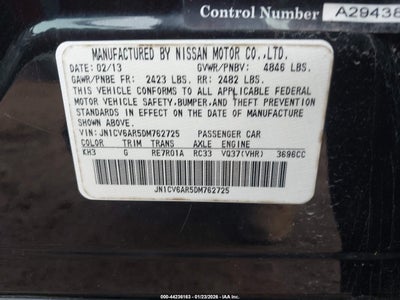 Control Number A29438
MANUFACTURED BY NISSAN MOTOR CO.,LTD.
DATE: 02/13 GVWR/PNBV: 4846 LBS.
GAWR/PNBE FR: 2423 LBS. RR: 2482 LBS.
THIS VEHICLE CONFORMS TO ALL APPLICABLE FEDERAL
MOTOR VEHICLE SAFETY,BUMPER,AND THEFT PREVENTION
STANDARDS IN EFFECT ON THE DATE OF MANUFACTURE
SHOWN ABOVE.
VIN: JN1CV6AR5DM762725 PASSENGER CAR
COLOR TRIM TRANS AXLE ENGINE
KH3 G RE7R01A RC33 VQ37(VHR) 3696CC
JN1CV6AR5DM762725
000-44236163 - 01/23/2026 - IAA Holdings, LLC